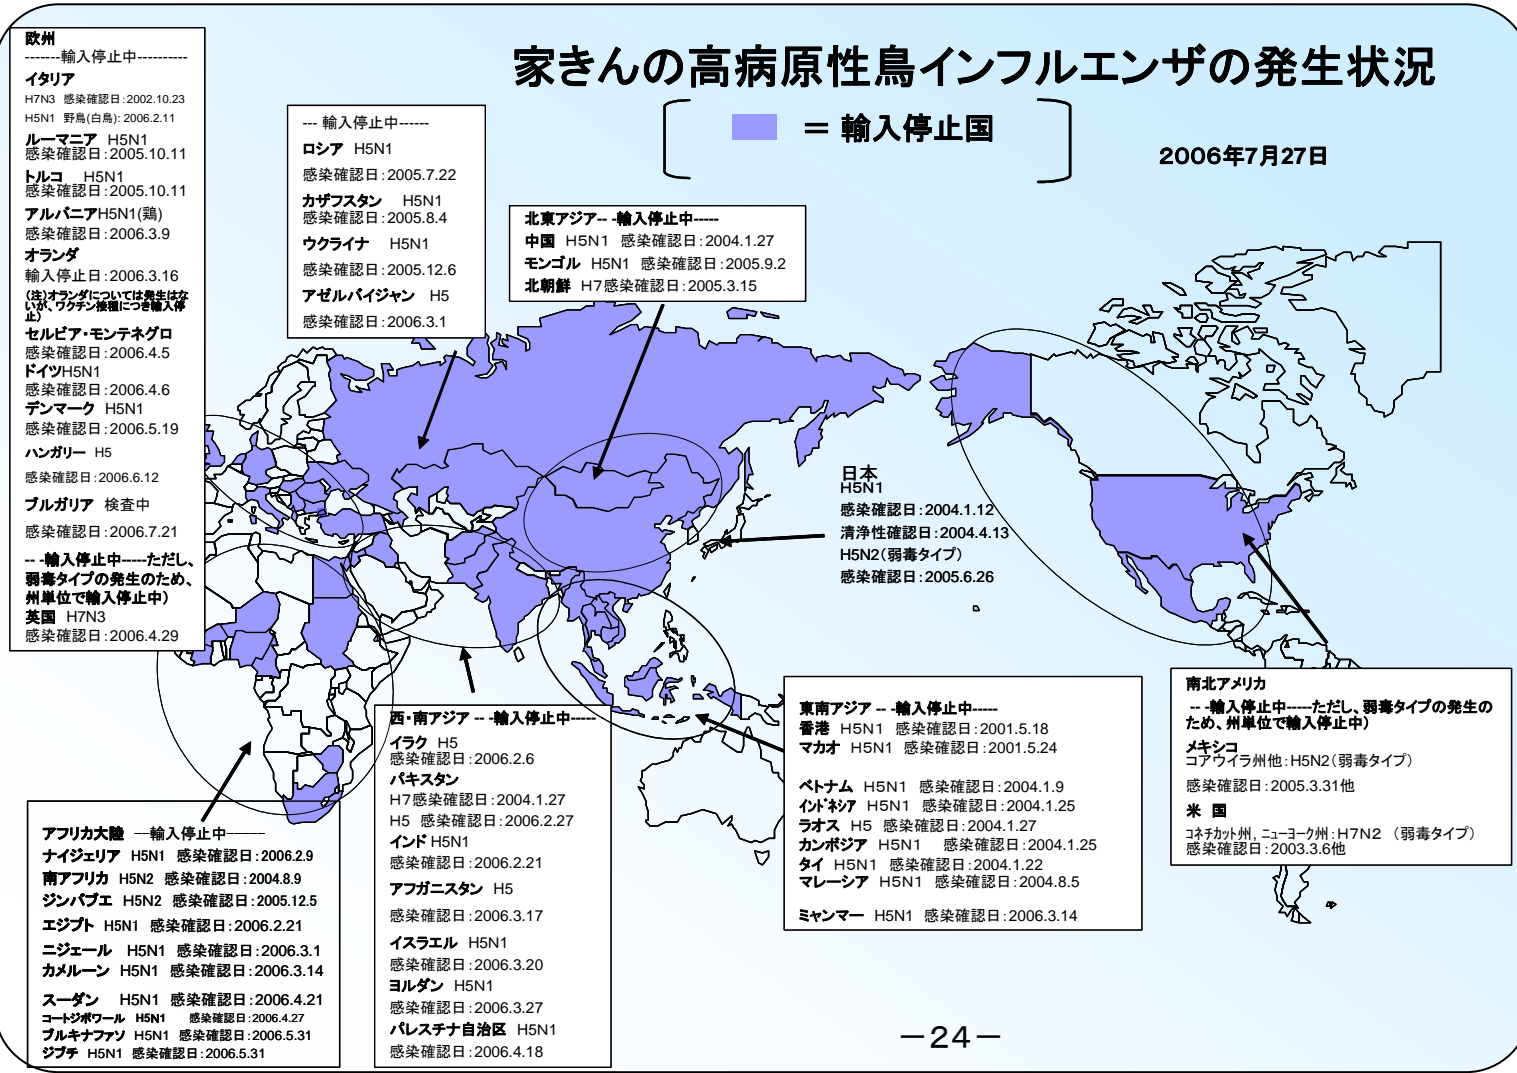 家きんの高病原性鳥インフルエンザの発生状況
＝ 輸入停止国
2006年7月27日
欧州
-------輸入停止中----------
イタリア
H7N3 感染確認日：2002.10.23
H5N1 野鳥(白鳥)：2006.2.11
ルーマニア H5N1
感染確認日：2005.10.11
トルコ H5N1
感染確認日：2005.10.11
アルバニアH5N1(鶏)
感染確認日：2006.3.9
オランダ
輸入停止日：2006.3.16
(注)オランダについては発生はな
いが、ワクチン接種につき輸入停
止)
セルビア・モンテネグロ
感染確認日：2006.4.5
ドイツH5N1
感染確認日：2006.4.6
デンマーク H5N1
感染確認日：2006.5.19
ハンガリー H5
感染確認日：2006.6.12
ブルガリア 検査中
感染確認日：2006.7.21
-- -輸入停止中-----ただし、
弱毒タイプの発生のため、
州単位で輸入停止中）
英国 H7N3
感染確認日：2006.4.29
--- 輸入停止中------
ロシア H5N1
感染確認日：2005.7.22
カザフスタン H5N1
感染確認日：2005.8.4
ウクライナ H5N1
感染確認日：2005.12.6
アゼルバイジャン H5
感染確認日：2006.3.1
北東アジア-- -輸入停止中-----
中国 H5N1 感染確認日：2004.1.27
モンゴル H5N1 感染確認日：2005.9.2
北朝鮮 H7感染確認日：2005.3.15
日本
H5N1
感染確認日：2004.1.12
清浄性確認日：2004.4.13
H5N2（弱毒タイプ）
感染確認日：2005.6.26
アフリカ大陸 ―輸入停止中-----
ナイジェリア H5N1 感染確認日：2006.2.9
南アフリカ H5N2 感染確認日：2004.8.9
ジンバブエ H5N2 感染確認日：2005.12.5
エジプト H5N1 感染確認日：2006.2.21
ニジェール H5N1 感染確認日：2006.3.1
カメルーン H5N1 感染確認日：2006.3.14
スーダン H5N1 感染確認日：2006.4.21
コートジボワール H5N1 感染確認日：2006.4.27
ブルキナファソ H5N1 感染確認日：2006.5.31
ジブチ H5N1 感染確認日：2006.5.31
西・南アジア -- -輸入停止中-----
イラク H5
感染確認日：2006.2.6
パキスタン
H7感染確認日：2004.1.27
H5 感染確認日：2006.2.27
インド H5N1
感染確認日：2006.2.21
アフガニスタン H5
感染確認日：2006.3.17
イスラエル H5N1
感染確認日：2006.3.20
ヨルダン H5N1
感染確認日：2006.3.27
パレスチナ自治区 H5N1
感染確認日：2006.4.18
東南アジア -- -輸入停止中-----
香港 H5N1 感染確認日：2001.5.18
マカオ H5N1 感染確認日：2001.5.24
ベトナム H5N1 感染確認日：2004.1.9
インドネシア H5N1 感染確認日：2004.1.25
ラオス H5 感染確認日：2004.1.27
カンボジア H5N1 感染確認日：2004.1.25
タイ H5N1 感染確認日：2004.1.22
マレーシア H5N1 感染確認日：2004.8.5
ミャンマー H5N1 感染確認日：2006.3.14
南北アメリカ
-- -輸入停止中-----ただし、弱毒タイプの発生の
ため、州単位で輸入停止中）
メキシコ
コアウイラ州他：H5N2（弱毒タイプ）
感染確認日：2005.3.31他
米 国
コネチカット州，ニューヨーク州：H7N2 （弱毒タイプ）
感染確認日：2003.3.6他
－24－